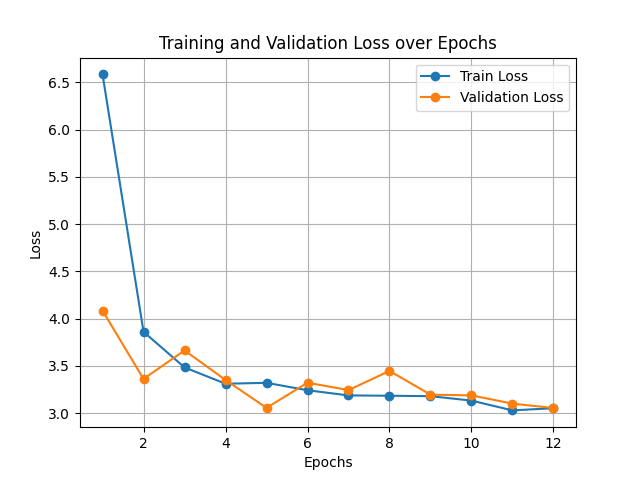 Training and Validation Loss over Epochs
Train Loss
Validation Loss
6.5
6.0
5.5
5.0
4.5
4.0
3.5
3.0
Loss
2
4
6
8
10
12
Epochs